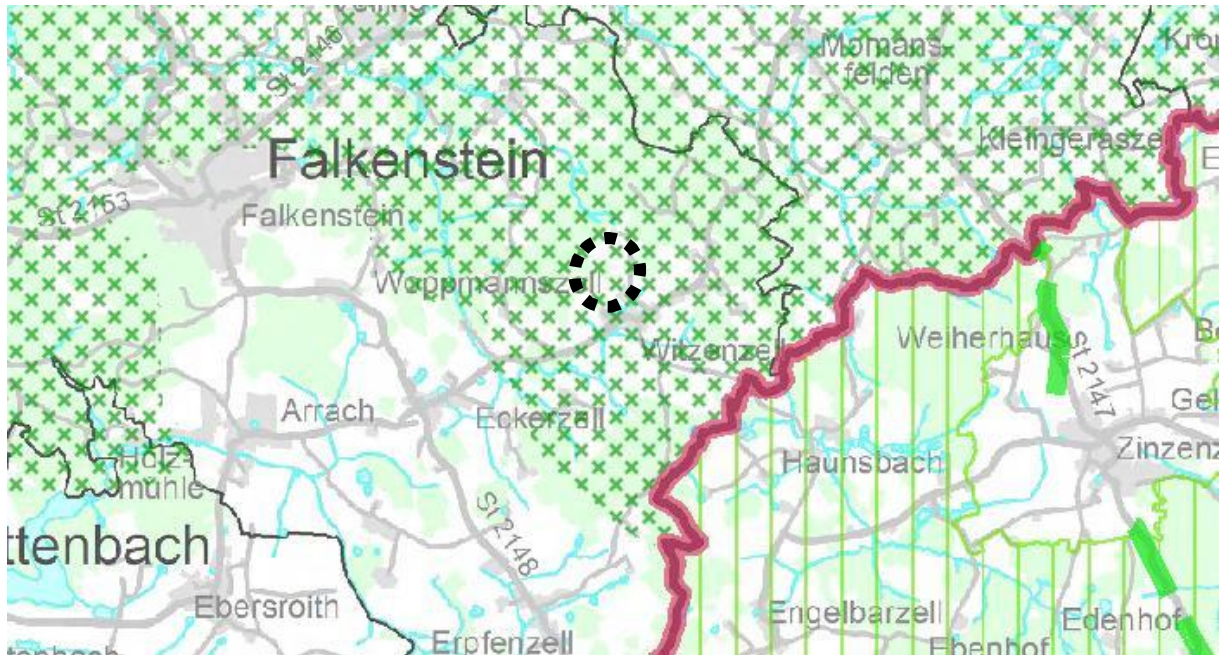 St 2146
Momans-
felden
Kleingerasze
Falkenstein
St 2153
Falkenstein
Woppmannszell
Witzenzell
Weiherhaus
St 2147
Arrach
Eckerzell
Zinzenz
Haunsbach
Holz-
mühle
St 2148
ttenbach
Ebersroith
Engelbarzell
Edenhof
Erpfenzell
Ebenhof